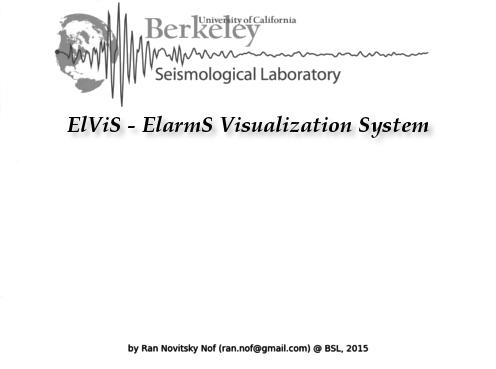 University of California
Berkeley
Seismological Laboratory
ElViS - ElarmS Visualization System
by Ran Novitsky Nof (ran.nof@gmail.com) @ BSL, 2015